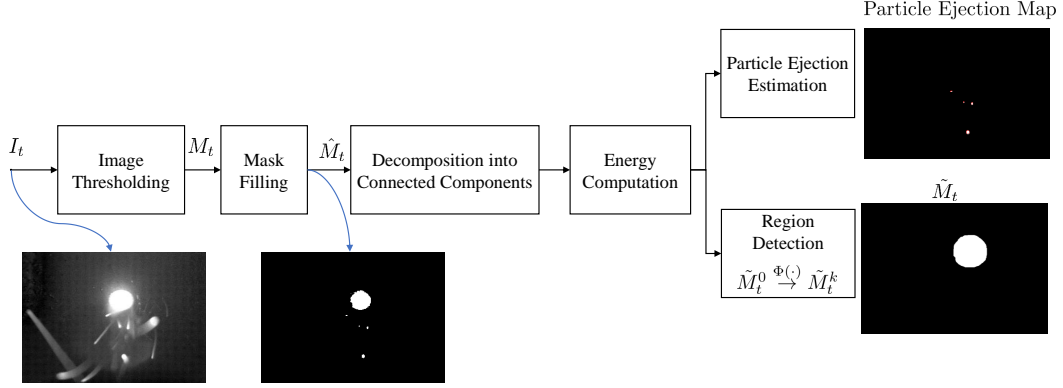 Particle Ejection Map
Particle Ejection
Estimation
I_t
Image
Thresholding
M_t
Mask
Filling
M̂_t
Decomposition into
Connected Components
Energy
Computation
M̃_t
Region
Detection
M̃_t^0 →^{Φ(·)} M̃_t^k